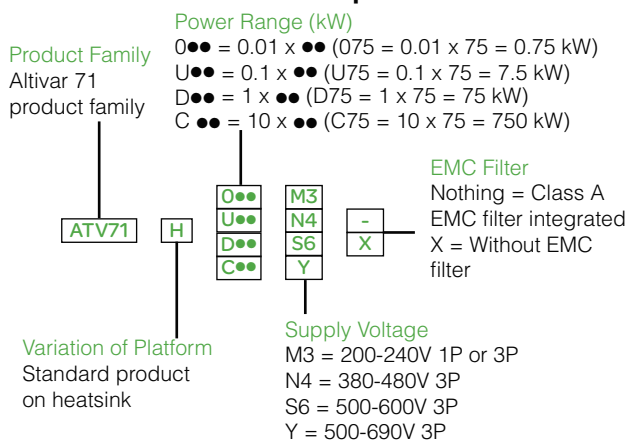 Power Range (kW)
0●● = 0.01 x ●● (075 = 0.01 x 75 = 0.75 kW)
U●● = 0.1 x ●● (U75 = 0.1 x 75 = 7.5 kW)
D●● = 1 x ●● (D75 = 1 x 75 = 75 kW)
C ●● = 10 x ●● (C75 = 10 x 75 = 750 kW)
Product Family
Altivar 71
product family
ATV71
H
0●●
U●●
D●●
C●●
M3
N4
S6
Y
-
X
EMC Filter
Nothing = Class A
EMC filter integrated
X = Without EMC
filter
Variation of Platform
Standard product
on heatsink
Supply Voltage
M3 = 200-240V 1P or 3P
N4 = 380-480V 3P
S6 = 500-600V 3P
Y = 500-690V 3P